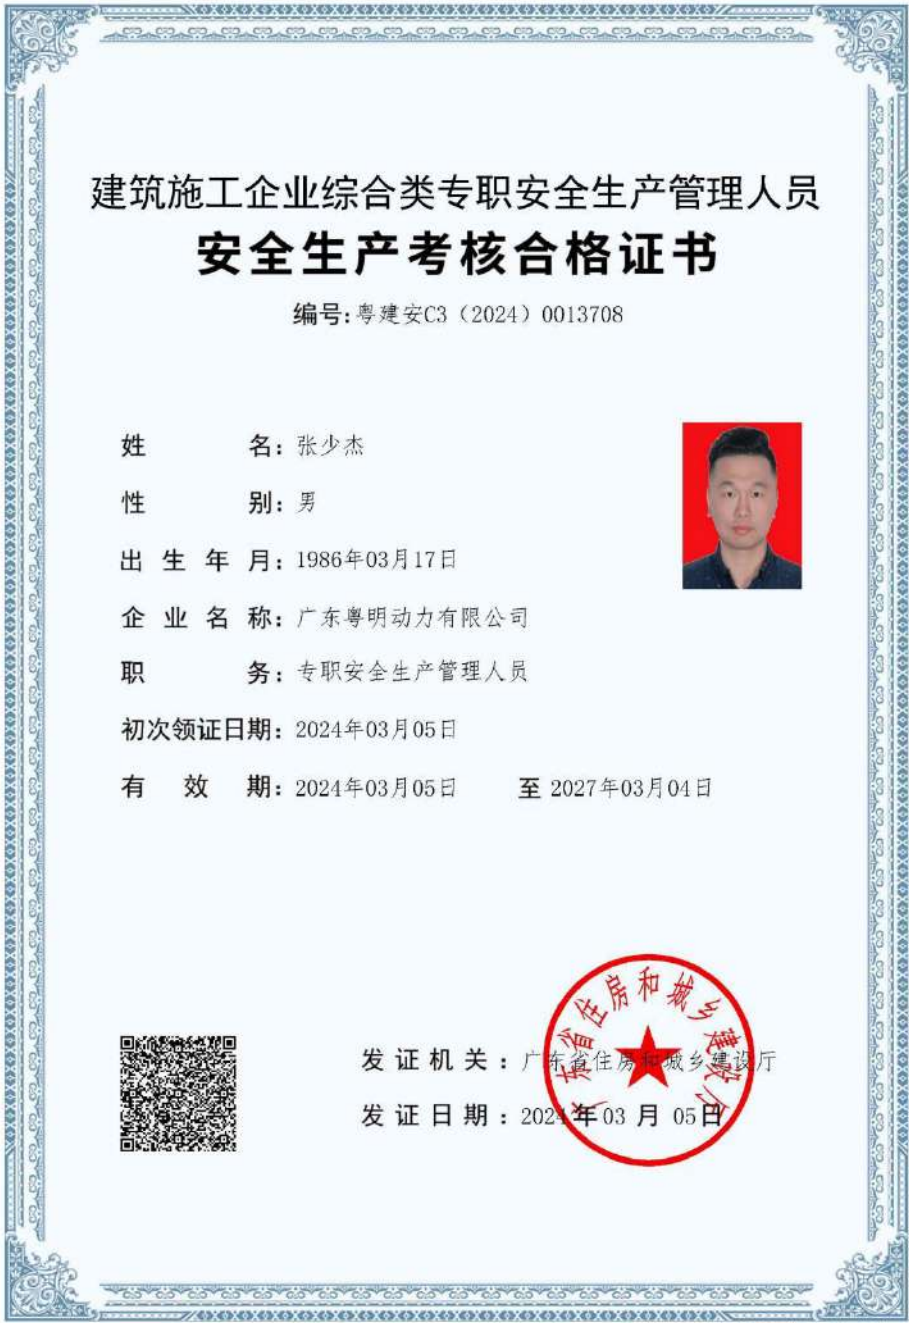 建筑施工企业综合类专职安全生产管理人员
安全生产考核合格证书
编号:粤建安C3（2024）0013708
姓名：张少杰
性别：男
出生年月：1986年03月17日
企业名称：广东粤明动力有限公司
职务：专职安全生产管理人员
初次领证日期：2024年03月05日
有效期：2024年03月05日 至 2027年03月04日
广东省住房和城乡建设厅
发证机关：广东省住房和城乡建设厅
发证日期：2024年03月05日